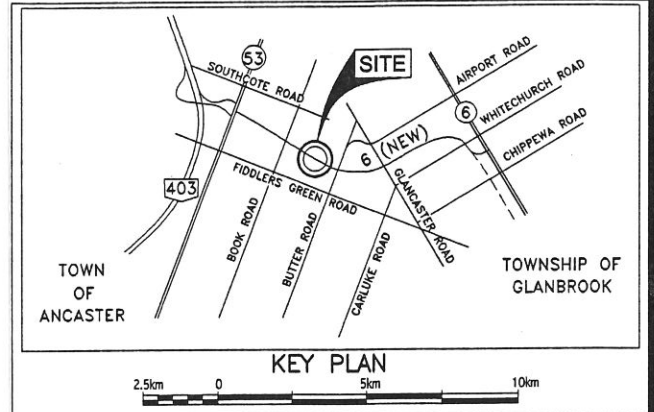 53
SITE
SOUTHCOTE ROAD
AIRPORT ROAD
6
WHITECHURCH ROAD
6 (NEW)
CHIPPEWA ROAD
403
FIDDLERS GREEN ROAD
GLANCASTER ROAD
BOOK ROAD
BUTTER ROAD
CARLUKE ROAD
TOWN
OF
ANCASTER
TOWNSHIP OF
GLANBROOK
KEY PLAN
2.5km 0 5km 10km